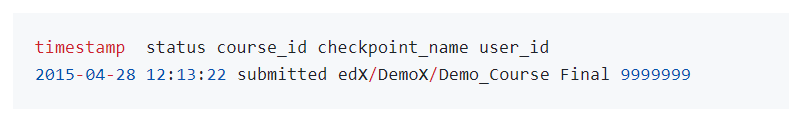 timestamp  status course_id checkpoint_name user_id
2015-04-28 12:13:22 submitted edX/DemoX/Demo_Course Final 9999999